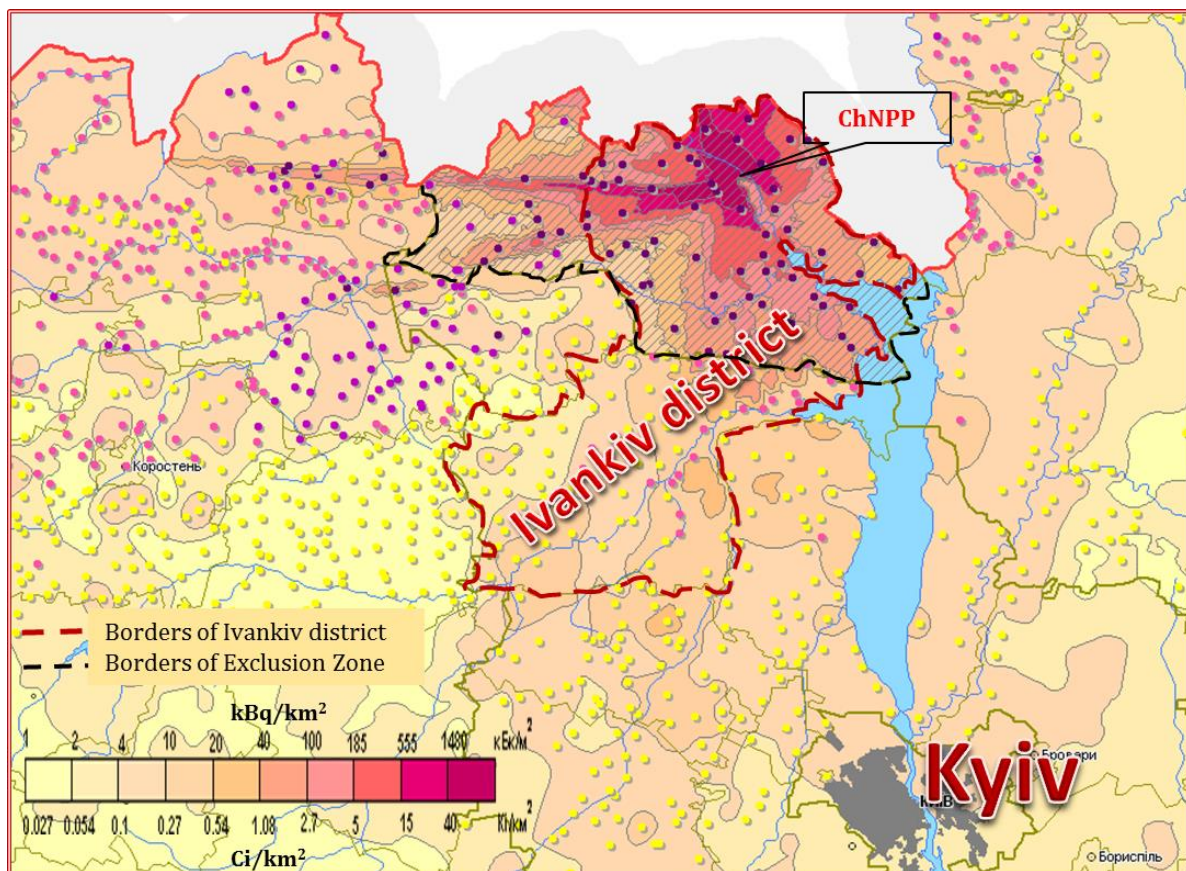 ChNPP
Ivankiv district
Коростень
Borders of Ivankiv district
Borders of Exclusion Zone
kBq/km²
1 2 4 10 20 40 100 185 555 1480 кБк/м²
0.027 0.054 0.1 0.27 0.54 1.08 2.7 5 15 40 Кі/км²
Ci/km²
Kyiv
Бровари
Бориспіль